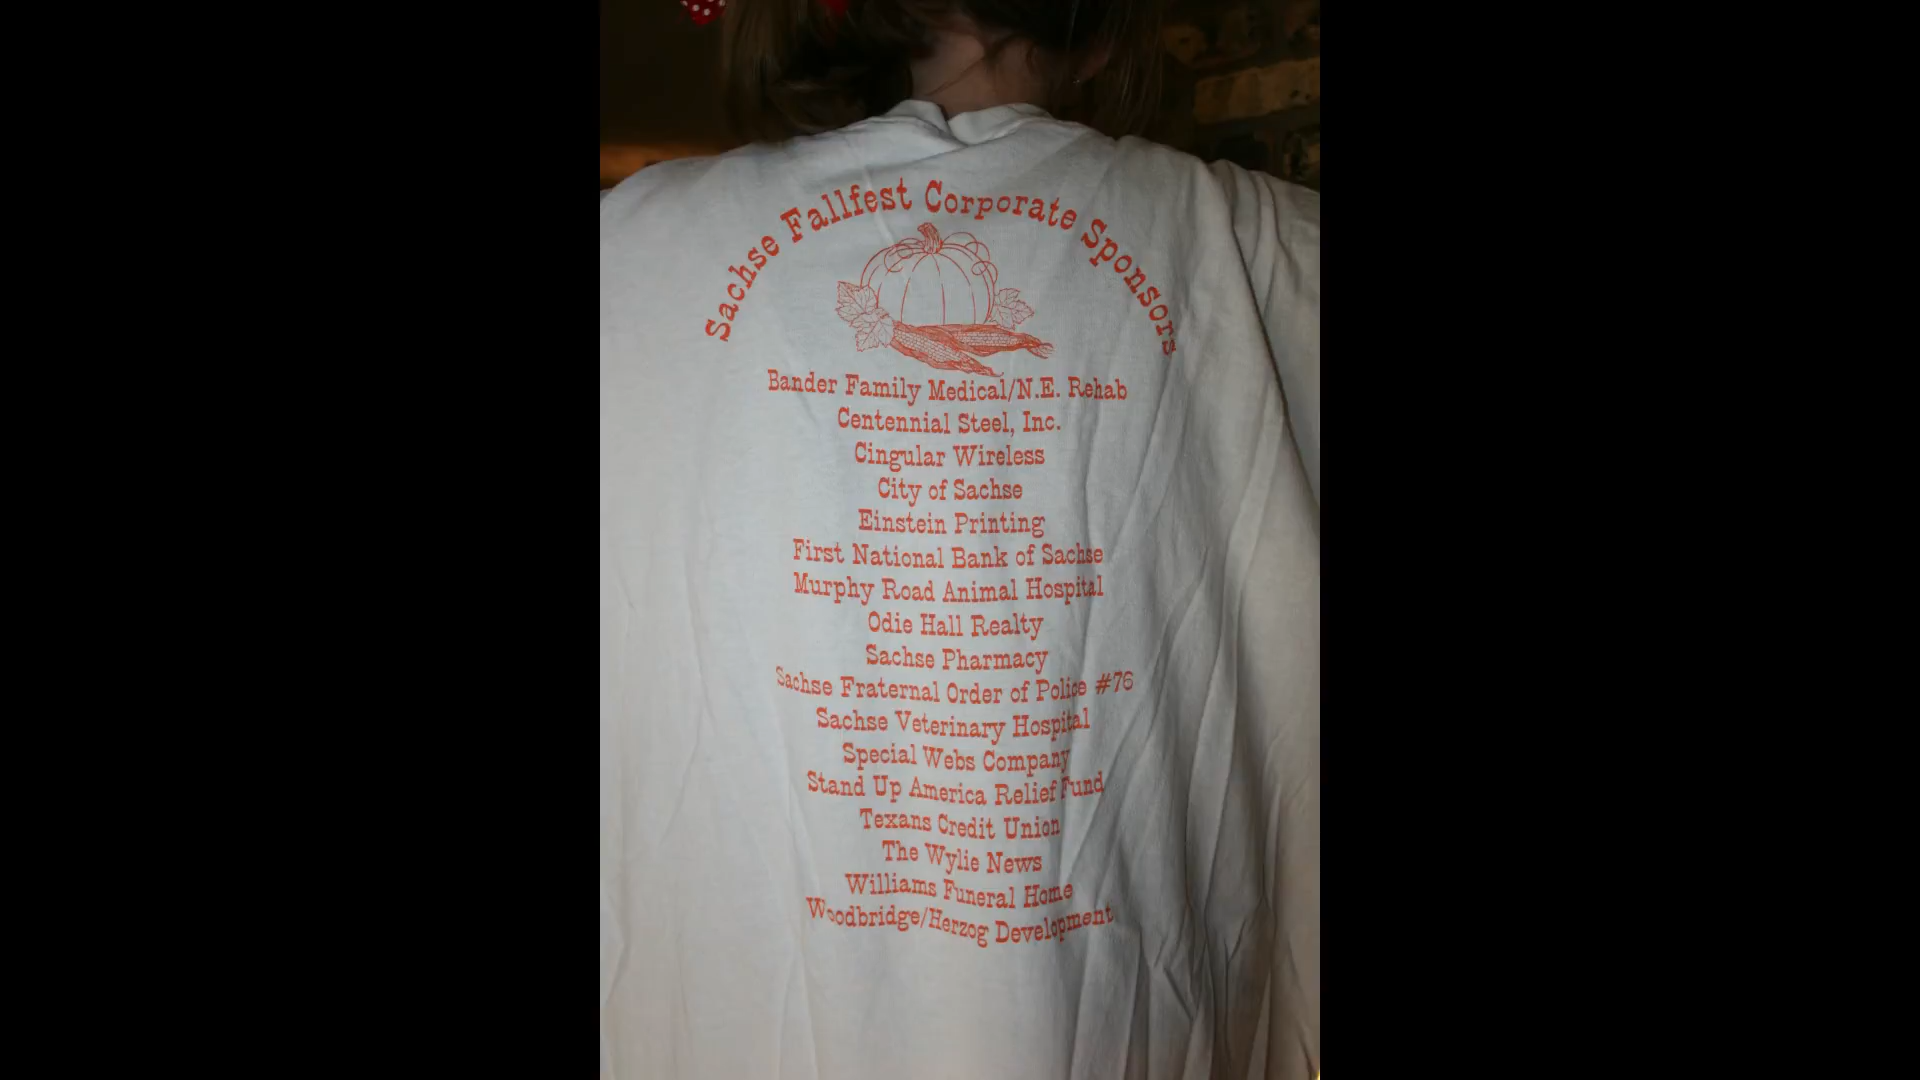 Sachse Fallfest Corporate Sponsors
Bander Family Medical/N.E. Rehab
Centennial Steel, Inc.
Cingular Wireless
City of Sachse
Einstein Printing
First National Bank of Sachse
Murphy Road Animal Hospital
Odie Hall Realty
Sachse Pharmacy
Sachse Fraternal Order of Police #76
Sachse Veterinary Hospital
Special Webs Company
Stand Up America Relief Fund
Texans Credit Union
The Wylie News
Williams Funeral Home
Woodbridge/Herzog Development